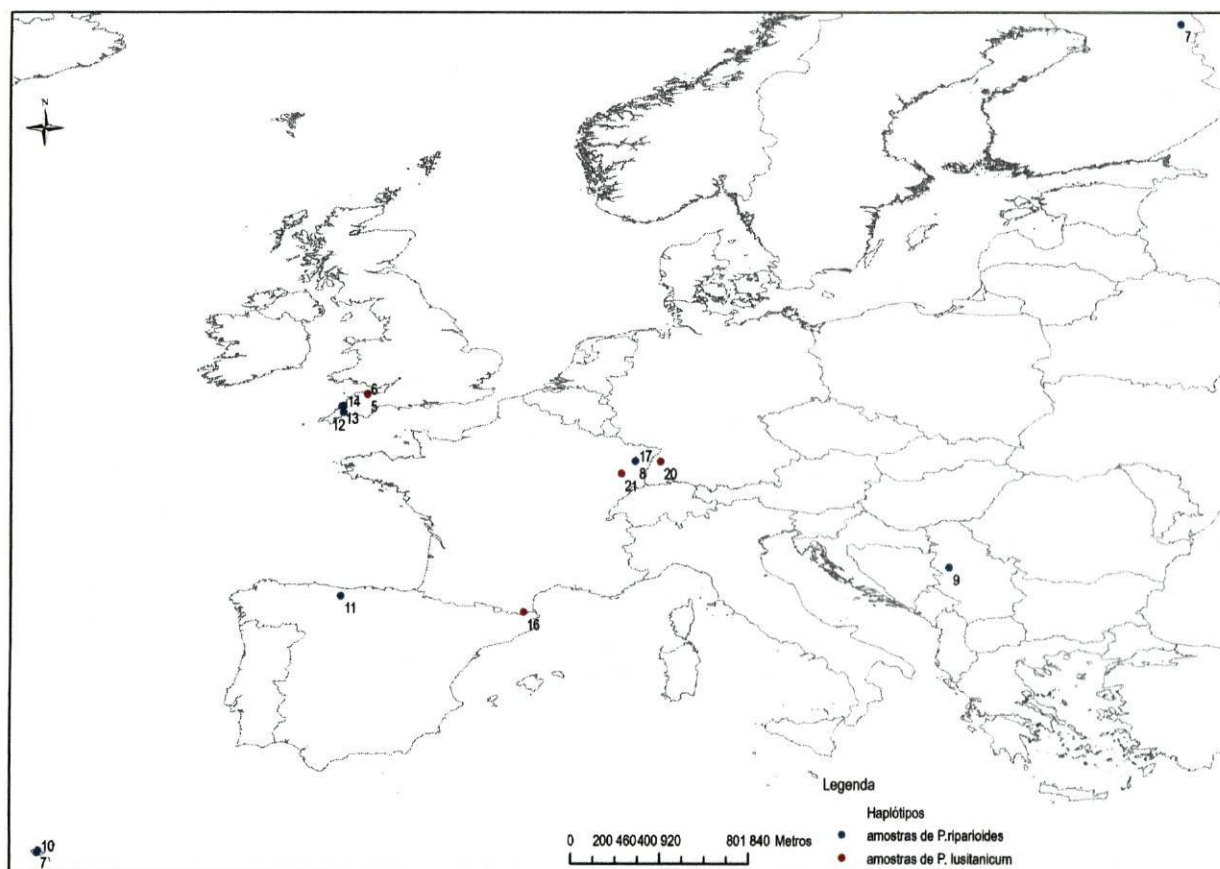 7
N
6
14
5
13
12
17
8
20
21
9
11
16
10
7`
Legenda
Haplótipos
0 200 460 400 920 801 840 Metros
amostras de P.riparioides
amostras de P. lusitanicum